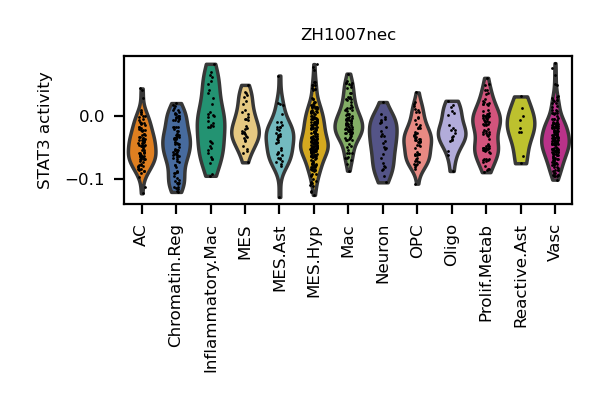 ZH1007nec
STAT3 activity
0.0
−0.1
AC
Chromatin.Reg
Inflammatory.Mac
MES
MES.Ast
MES.Hyp
Mac
Neuron
OPC
Oligo
Prolif.Metab
Reactive.Ast
Vasc